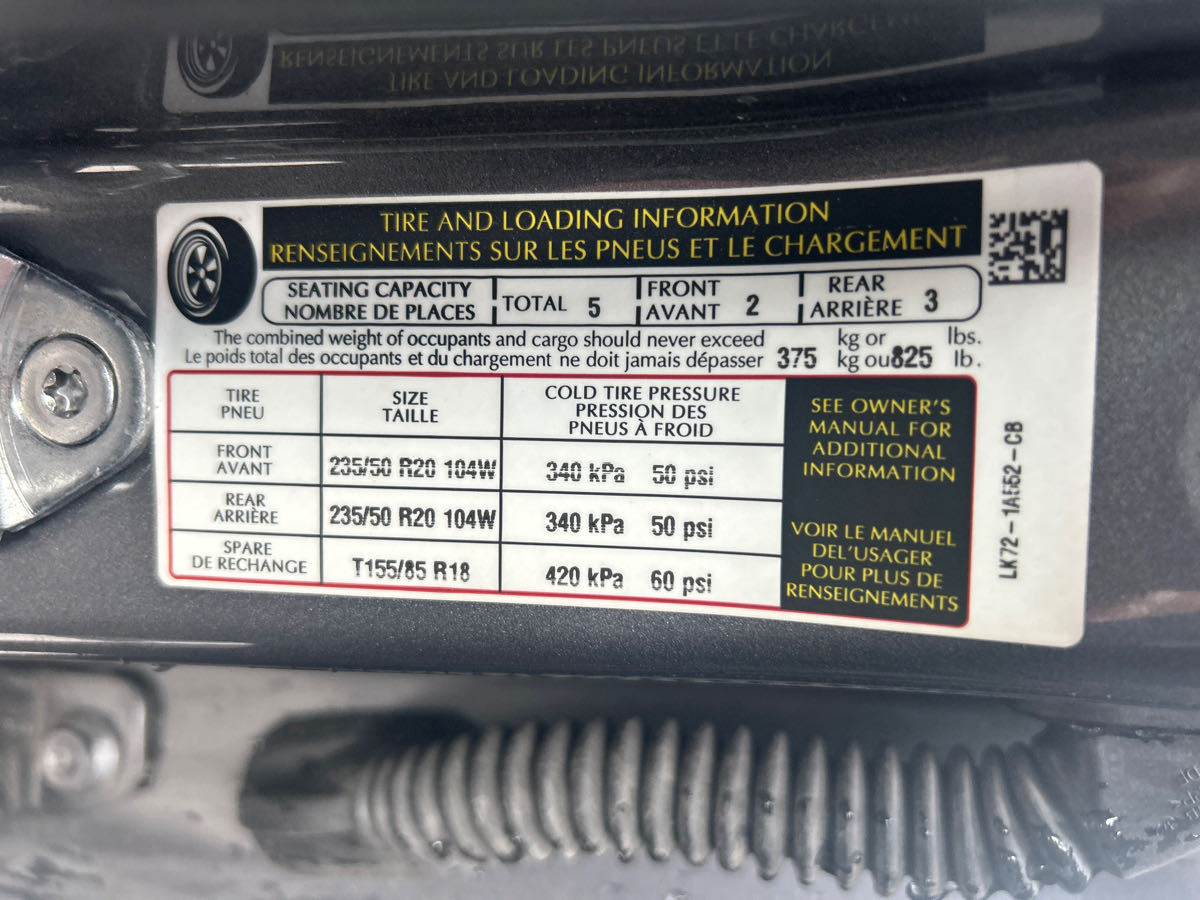 TIRE AND LOADING INFORMATION
RENSEIGNEMENTS SUR LES PNEUS ET LE CHARGEMENT
SEATING CAPACITY
NOMBRE DE PLACES
TOTAL 5
FRONT
AVANT 2
REAR
ARRIÈRE 3
The combined weight of occupants and cargo should never exceed kg or lbs.
Le poids total des occupants et du chargement ne doit jamais dépasser 375 kg ou 825 lb.
TIRE
PNEU
SIZE
TAILLE
COLD TIRE PRESSURE
PRESSION DES
PNEUS À FROID
FRONT
AVANT
235/50 R20 104W
340 kPa 50 psi
REAR
ARRIÈRE
235/50 R20 104W
340 kPa 50 psi
SPARE
DE RECHANGE
T155/85 R18
420 kPa 60 psi
SEE OWNER'S
MANUAL FOR
ADDITIONAL
INFORMATION
VOIR LE MANUEL
DEL'USAGER
POUR PLUS DE
RENSEIGNEMENTS
LK72-1A552-CB